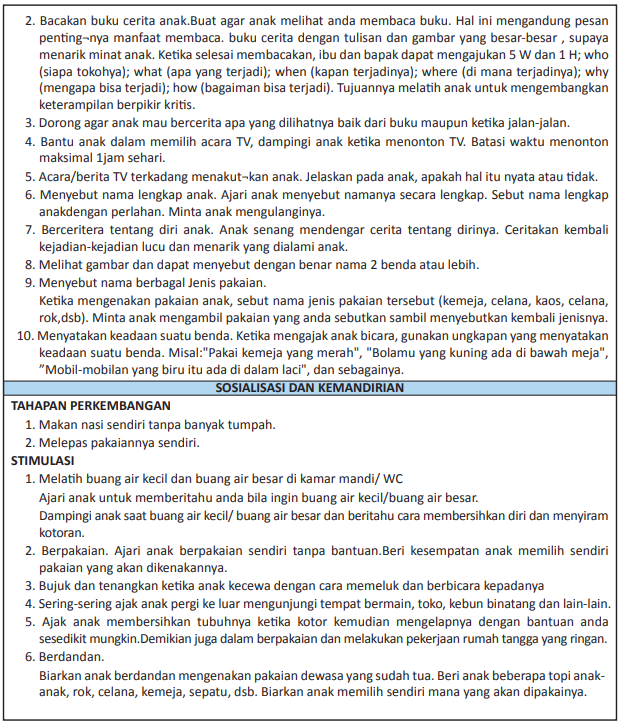 2. Bacakan buku cerita anak.Buat agar anak melihat anda membaca buku. Hal ini mengandung pesan
penting¬nya manfaat membaca. buku cerita dengan tulisan dan gambar yang besar-besar , supaya
menarik minat anak. Ketika selesai membacakan, ibu dan bapak dapat mengajukan 5 W dan 1 H; who
(siapa tokohya); what (apa yang terjadi); when (kapan terjadinya); where (di mana terjadinya); why
(mengapa bisa terjadi); how (bagaiman bisa terjadi). Tujuannya melatih anak untuk mengembangkan
keterampilan berpikir kritis.
3. Dorong agar anak mau bercerita apa yang dilihatnya baik dari buku maupun ketika jalan-jalan.
4. Bantu anak dalam memilih acara TV, dampingi anak ketika menonton TV. Batasi waktu menonton
maksimal 1jam sehari.
5. Acara/berita TV terkadang menakut¬kan anak. Jelaskan pada anak, apakah hal itu nyata atau tidak.
6. Menyebut nama lengkap anak. Ajari anak menyebut namanya secara lengkap. Sebut nama lengkap
anakdengan perlahan. Minta anak mengulanginya.
7. Berceritera tentang diri anak. Anak senang mendengar cerita tentang dirinya. Ceritakan kembali
kejadian-kejadian lucu dan menarik yang dialami anak.
8. Melihat gambar dan dapat menyebut dengan benar nama 2 benda atau lebih.
9. Menyebut nama berbagal Jenis pakaian.
Ketika mengenakan pakaian anak, sebut nama jenis pakaian tersebut (kemeja, celana, kaos, celana,
rok,dsb). Minta anak mengambil pakaian yang anda sebutkan sambil menyebutkan kembali jenisnya.
10. Menyatakan keadaan suatu benda. Ketika mengajak anak bicara, gunakan ungkapan yang menyatakan
keadaan suatu benda. Misal:"Pakai kemeja yang merah", "Bolamu yang kuning ada di bawah meja",
”Mobil-mobilan yang biru itu ada di dalam laci", dan sebagainya.
SOSIALISASI DAN KEMANDIRIAN
TAHAPAN PERKEMBANGAN
1. Makan nasi sendiri tanpa banyak tumpah.
2. Melepas pakaiannya sendiri.
STIMULASI
1. Melatih buang air kecil dan buang air besar di kamar mandi/ WC
Ajari anak untuk memberitahu anda bila ingin buang air kecil/buang air besar.
Dampingi anak saat buang air kecil/ buang air besar dan beritahu cara membersihkan diri dan menyiram
kotoran.
2. Berpakaian. Ajari anak berpakaian sendiri tanpa bantuan.Beri kesempatan anak memilih sendiri
pakaian yang akan dikenakannya.
3. Bujuk dan tenangkan ketika anak kecewa dengan cara memeluk dan berbicara kepadanya
4. Sering-sering ajak anak pergi ke luar mengunjungi tempat bermain, toko, kebun binatang dan lain-lain.
5. Ajak anak membersihkan tubuhnya ketika kotor kemudian mengelapnya dengan bantuan anda
sesedikit mungkin.Demikian juga dalam berpakaian dan melakukan pekerjaan rumah tangga yang ringan.
6. Berdandan.
Biarkan anak berdandan mengenakan pakaian dewasa yang sudah tua. Beri anak beberapa topi anak-
anak, rok, celana, kemeja, sepatu, dsb. Biarkan anak memilih sendiri mana yang akan dipakainya.